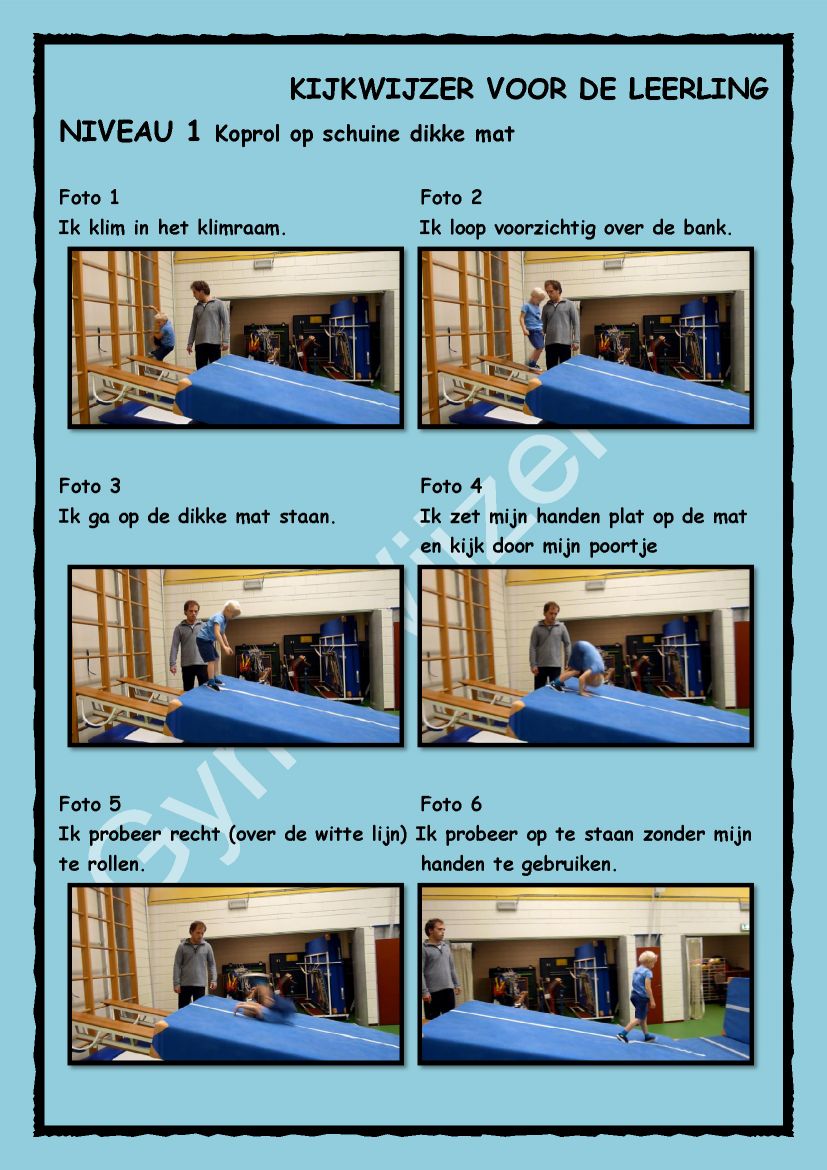 KIJKWIJZER VOOR DE LEERLING
NIVEAU 1 Koprol op schuine dikke mat
Foto 1
Ik klim in het klimraam.
Foto 2
Ik loop voorzichtig over de bank.
Foto 3
Ik ga op de dikke mat staan.
Foto 4
Ik zet mijn handen plat op de mat
en kijk door mijn poortje
Foto 5
Ik probeer recht (over de witte lijn)
te rollen.
Foto 6
Ik probeer op te staan zonder mijn
handen te gebruiken.